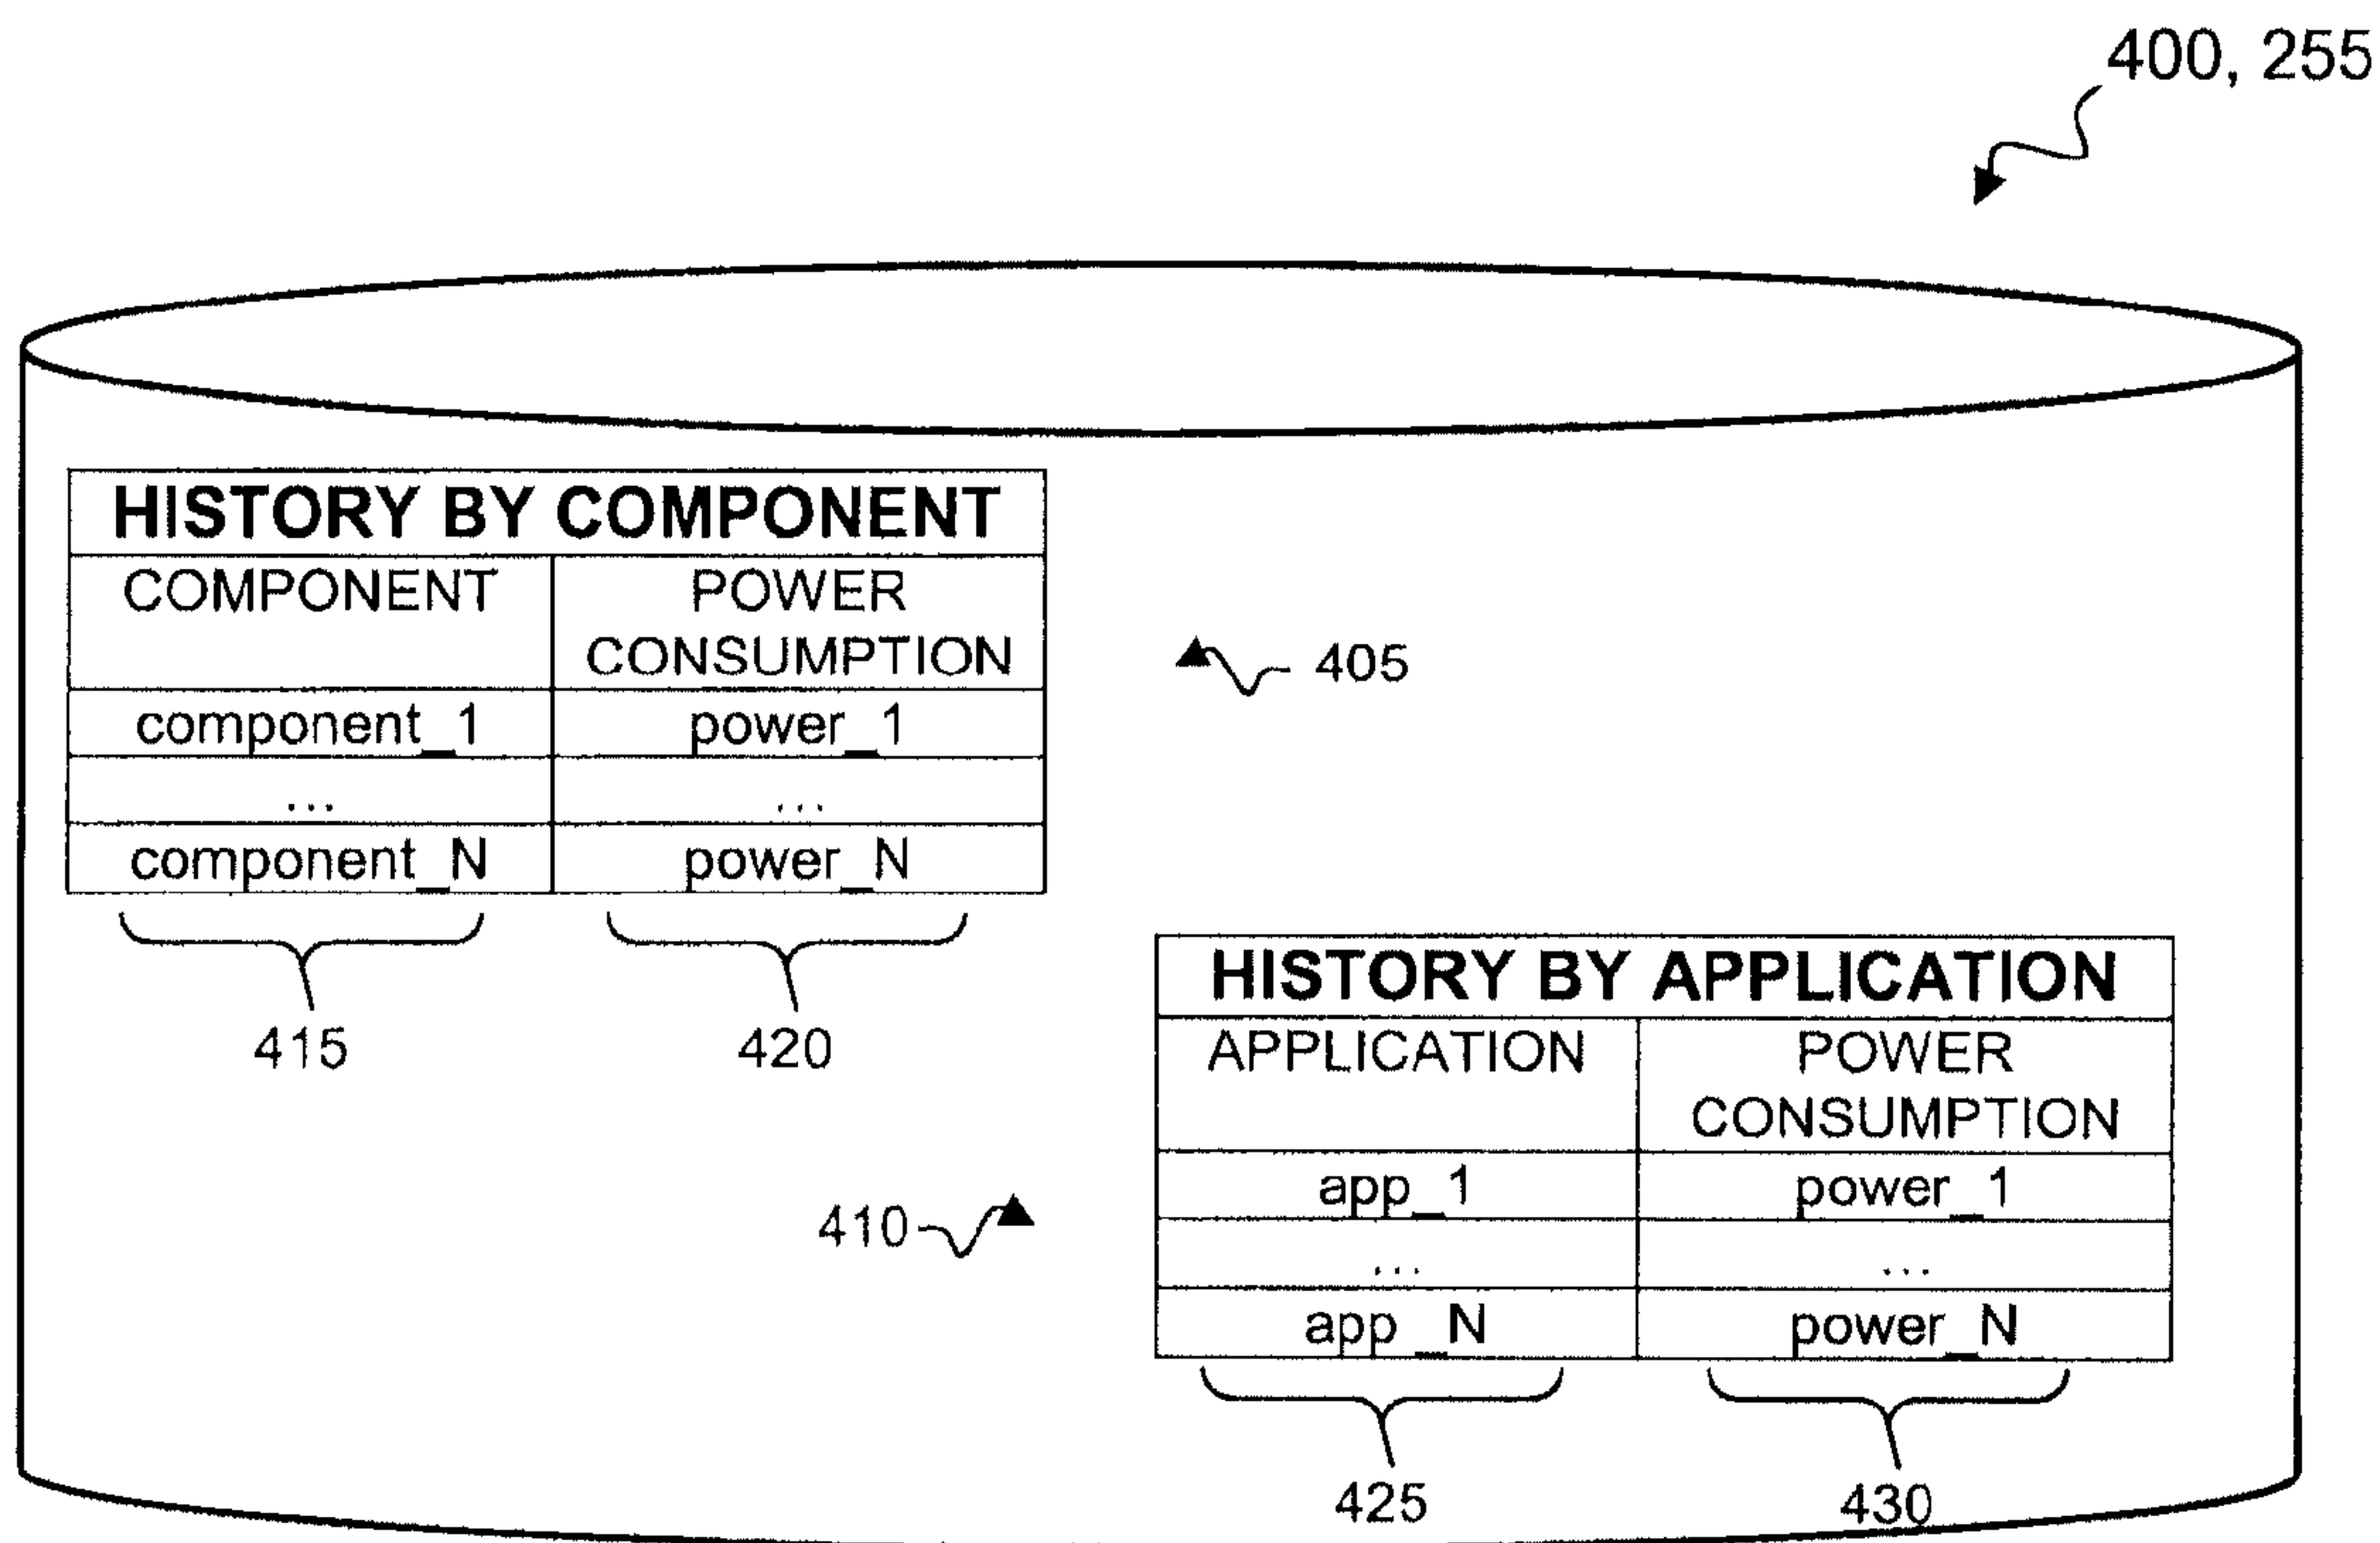 400, 255
HISTORY BY COMPONENT
COMPONENT POWER
CONSUMPTION
405
component_1 power_1
... ...
component_N power_N
415 420
HISTORY BY APPLICATION
APPLICATION POWER
CONSUMPTION
410
app_1 power_1
... ...
app_N power_N
425 430